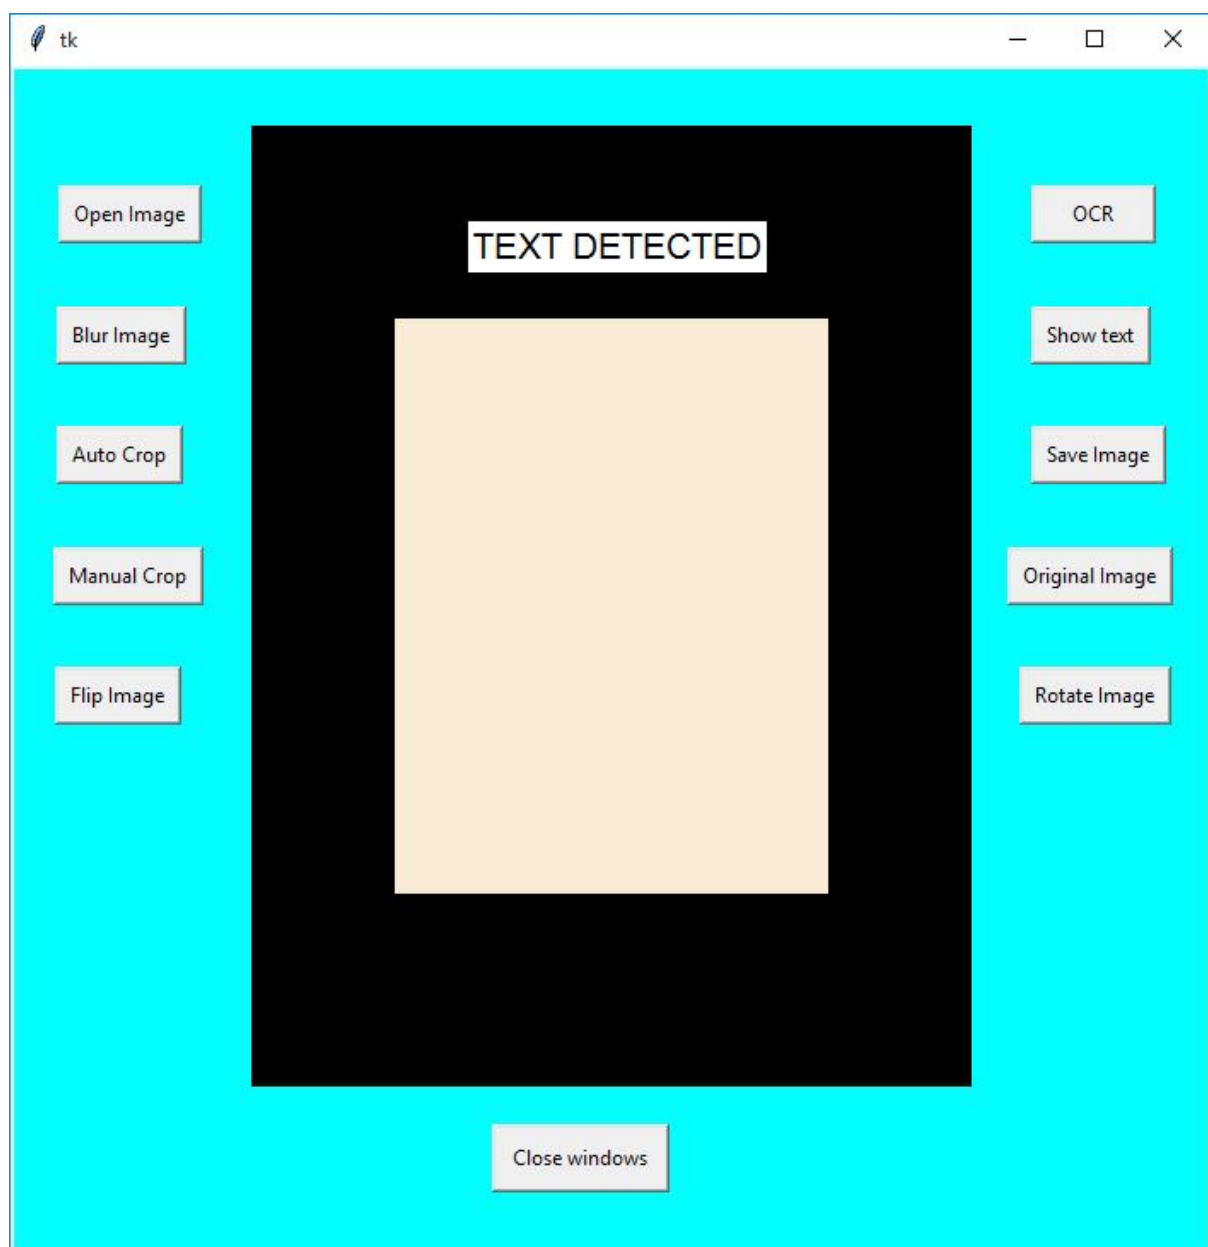 tk
Open Image
OCR
TEXT DETECTED
Blur Image
Show text
Auto Crop
Save Image
Manual Crop
Original Image
Flip Image
Rotate Image
Close windows